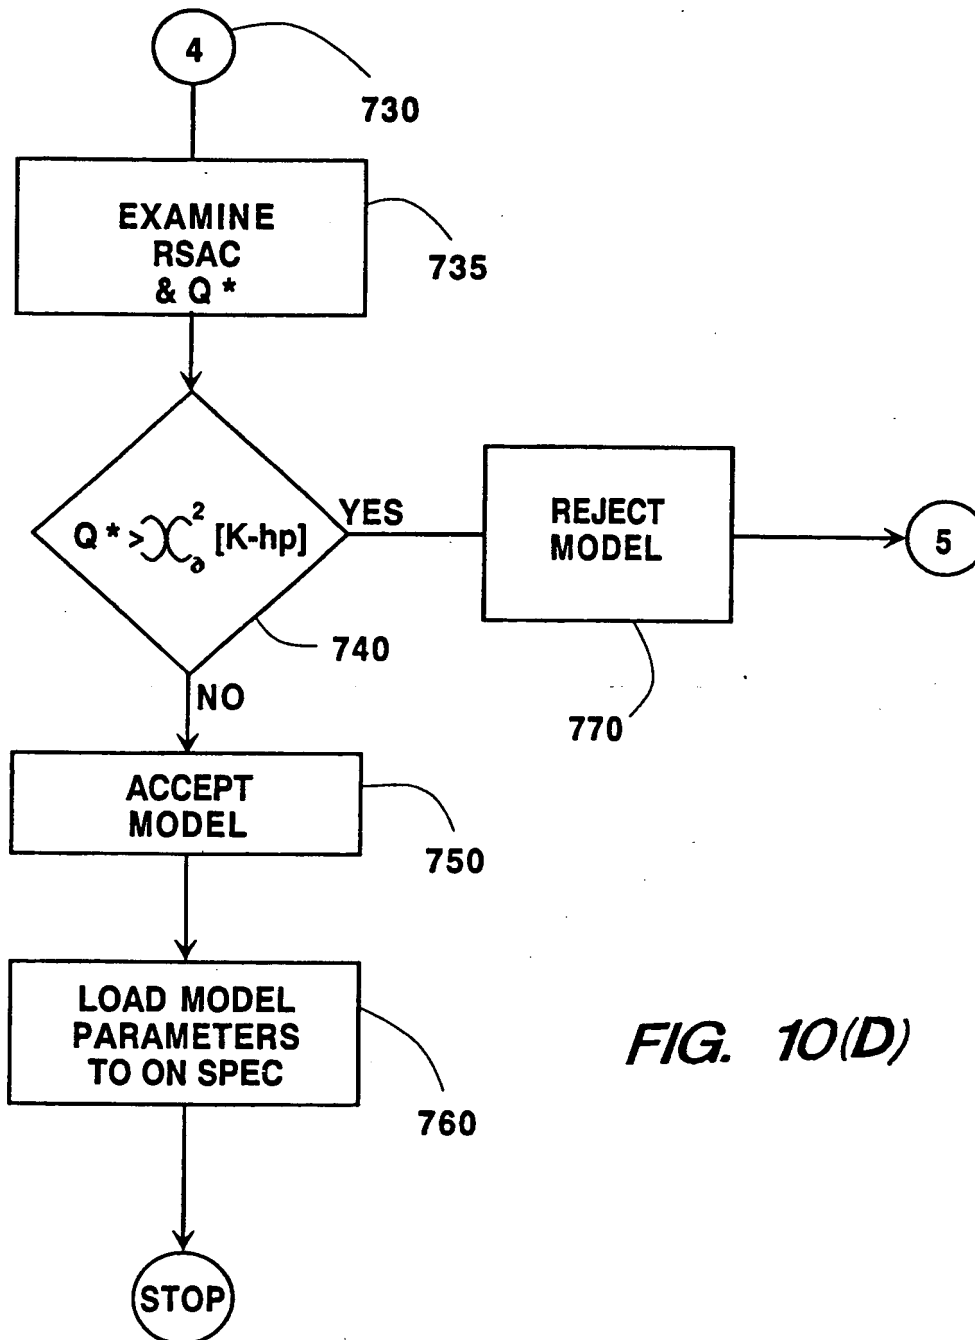 4
730
EXAMINE
RSAC
& Q *
735
Q * > χ²∂ [K-hp]
YES
REJECT
MODEL
5
740
NO
770
ACCEPT
MODEL
750
LOAD MODEL
PARAMETERS
TO ON SPEC
760
FIG. 10(D)
STOP